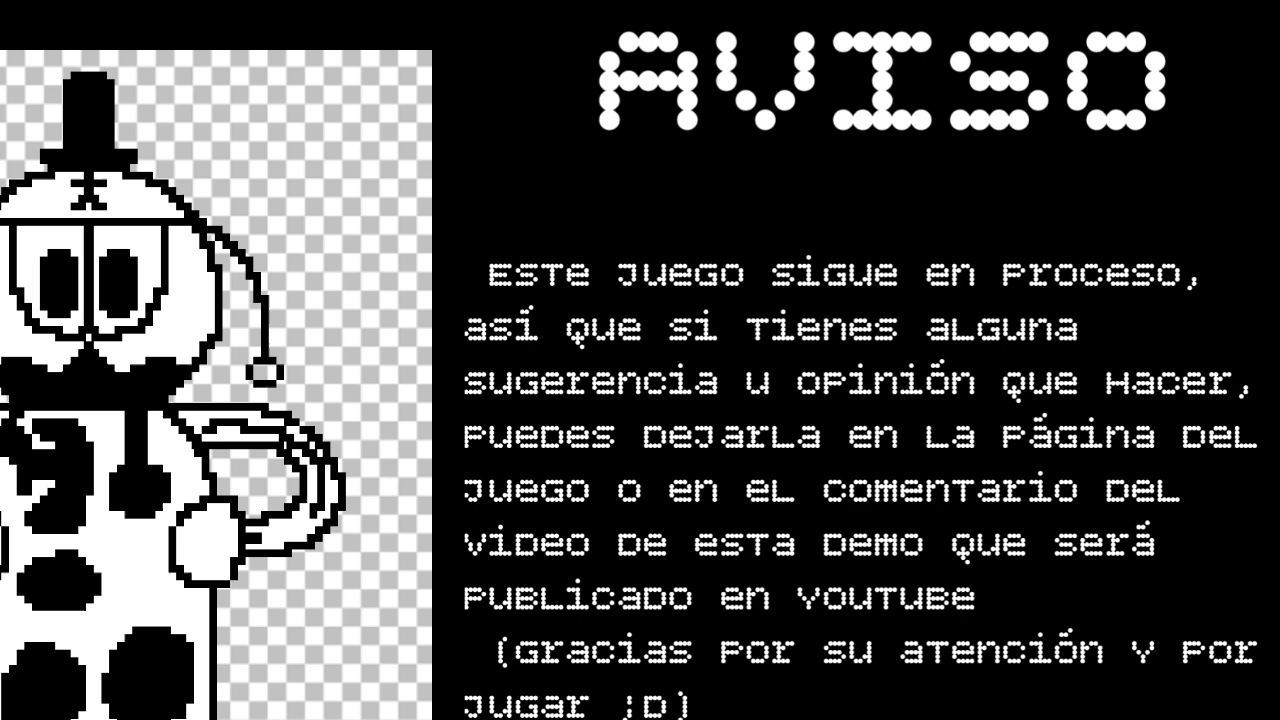 AVISO
Este juego sigue en proceso,
así que si tienes alguna
sugerencia u opinión que hacer,
puedes dejarla en la página del
juego o en el comentario del
video de esta demo que será
publicado en youtube
(gracias por su atención y por
jugar ;D)